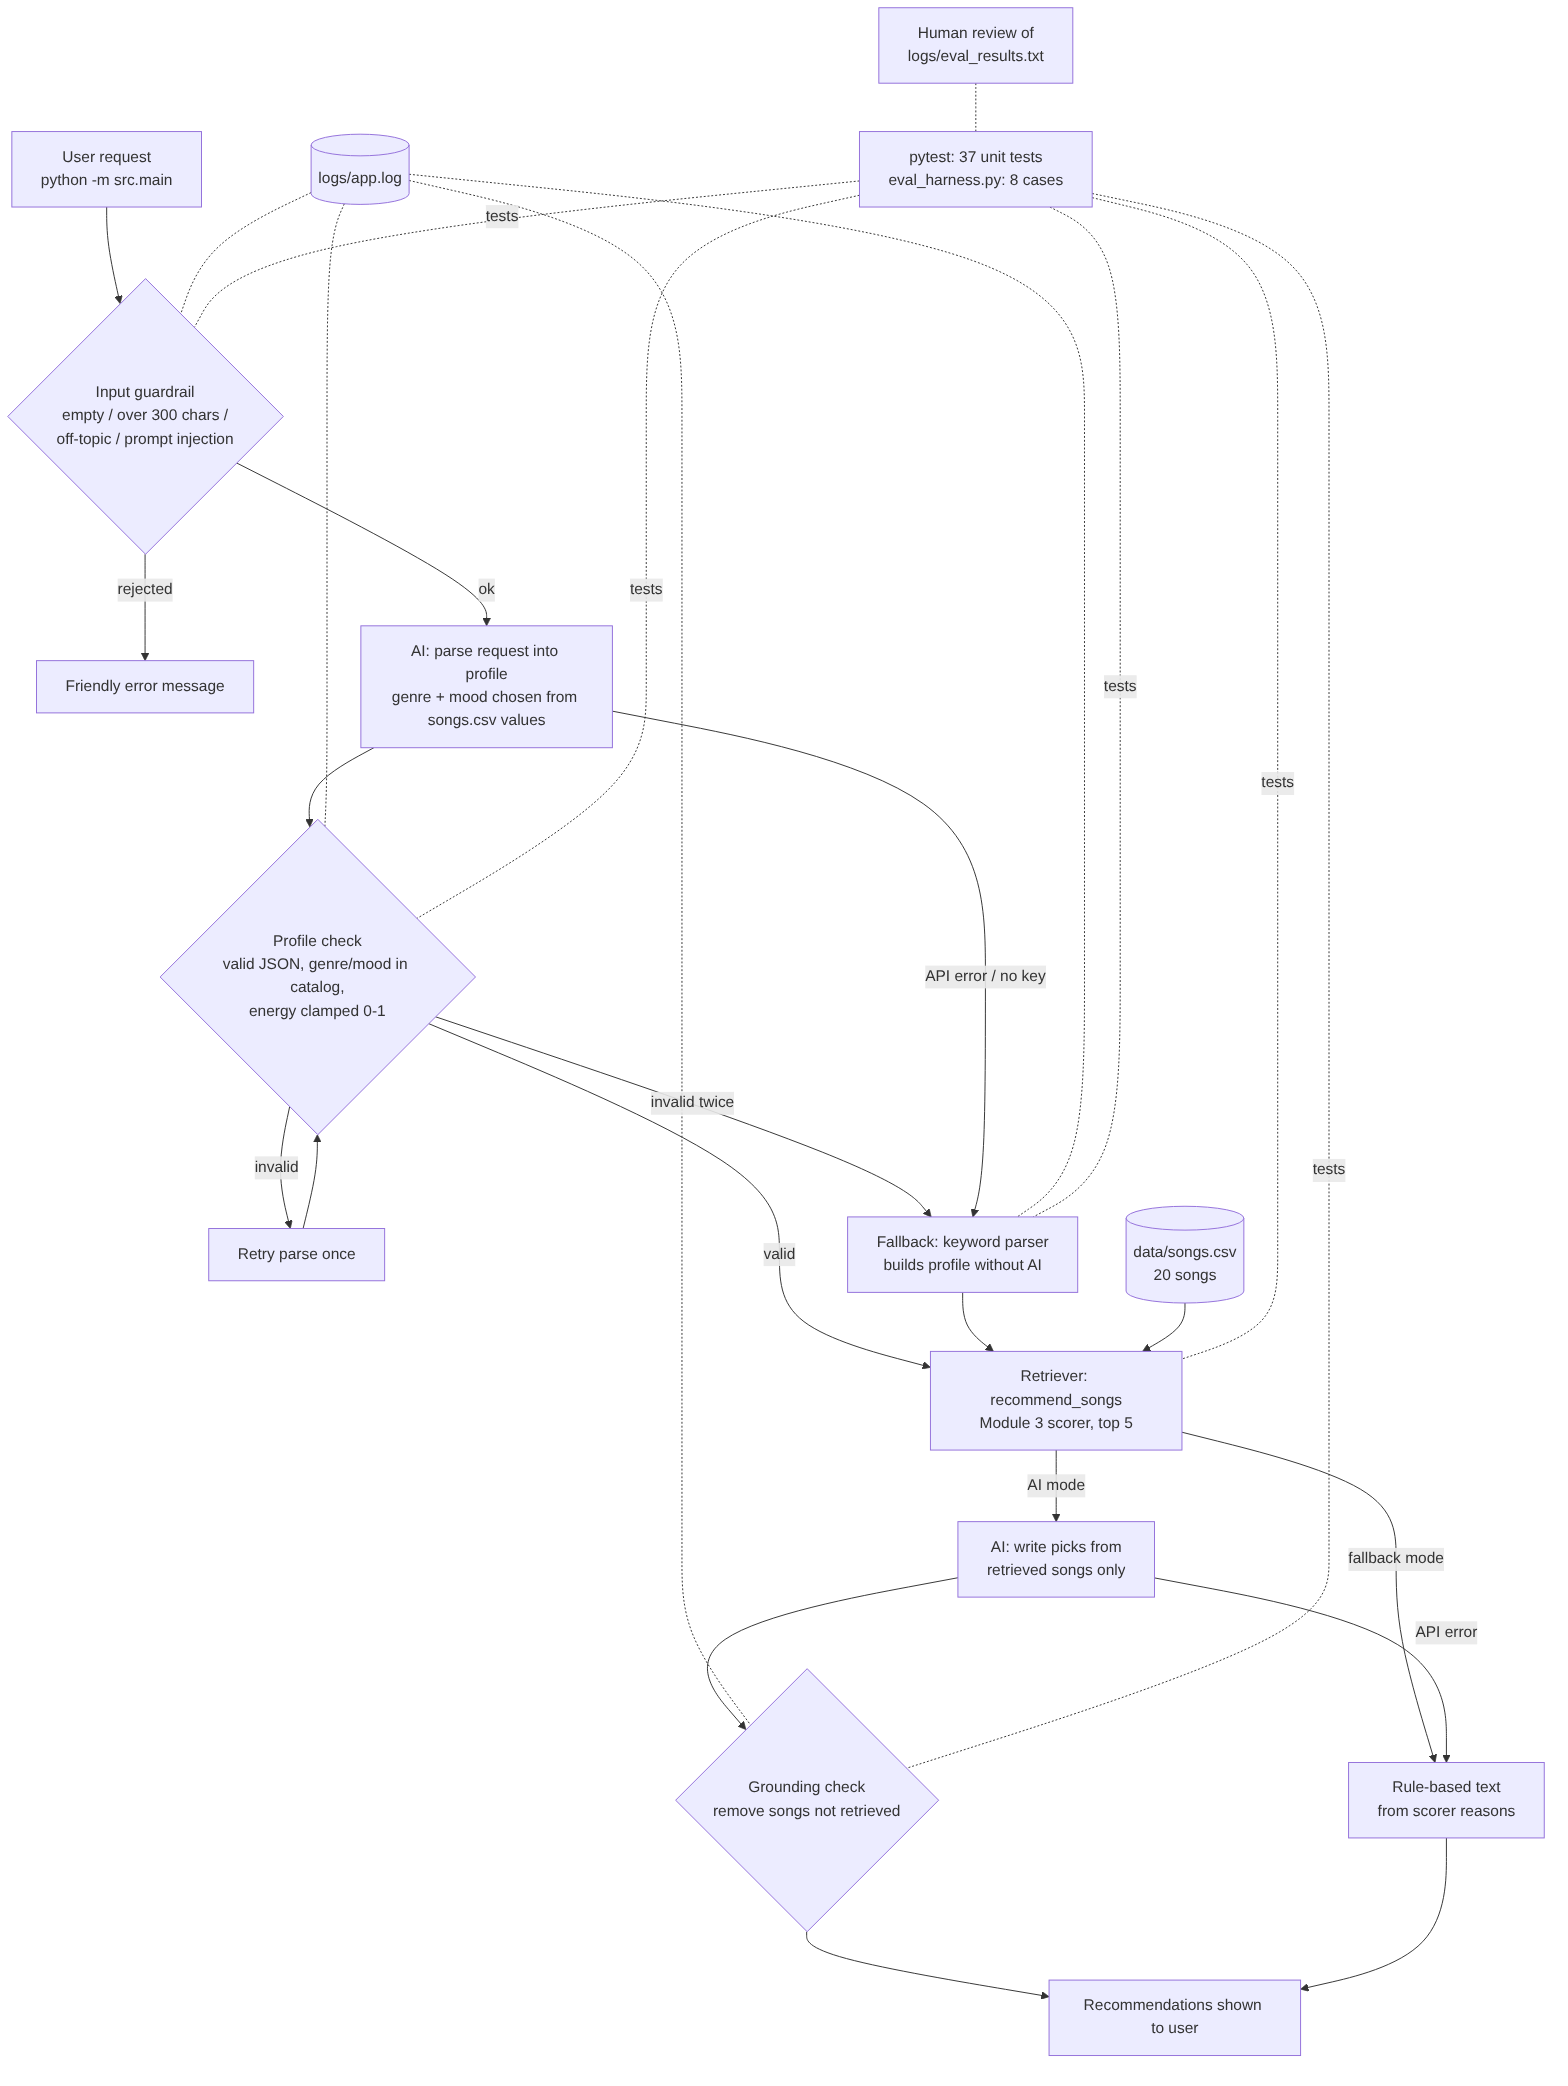 Human review of
logs/eval_results.txt
User request
python -m src.main
logs/app.log
pytest: 37 unit tests
eval_harness.py: 8 cases
tests
Input guardrail
empty / over 300 chars /
off-topic / prompt injection
rejected
ok
tests
Friendly error message
AI: parse request into
profile
genre + mood chosen from
songs.csv values
tests
tests
Profile check
valid JSON, genre/mood in
catalog,
energy clamped 0-1
API error / no key
invalid twice
invalid
tests
Retry parse once
valid
Fallback: keyword parser
builds profile without AI
data/songs.csv
20 songs
Retriever:
recommend_songs
Module 3 scorer, top 5
AI mode
AI: write picks from
retrieved songs only
fallback mode
API error
Grounding check
remove songs not retrieved
Rule-based text
from scorer reasons
Recommendations shown
to user